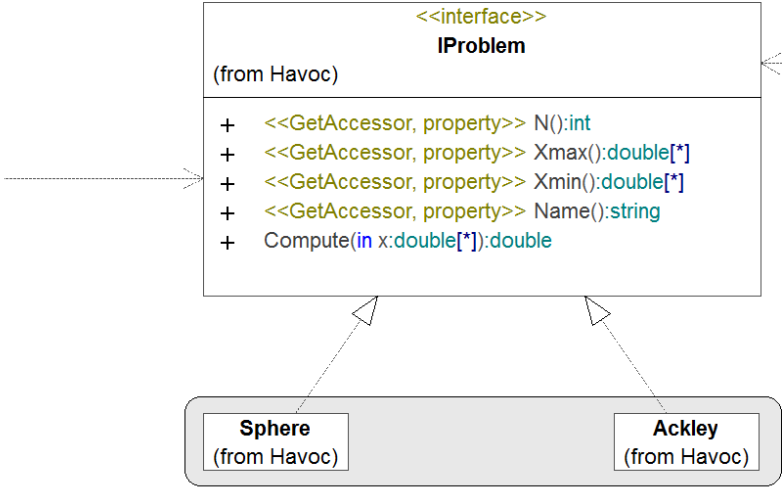 <<interface>>
IProblem
(from Havoc)
+ <<GetAccessor, property>> N():int
+ <<GetAccessor, property>> Xmax():double[*]
+ <<GetAccessor, property>> Xmin():double[*]
+ <<GetAccessor, property>> Name():string
+ Compute(in x:double[*]):double
Sphere
(from Havoc)
Ackley
(from Havoc)